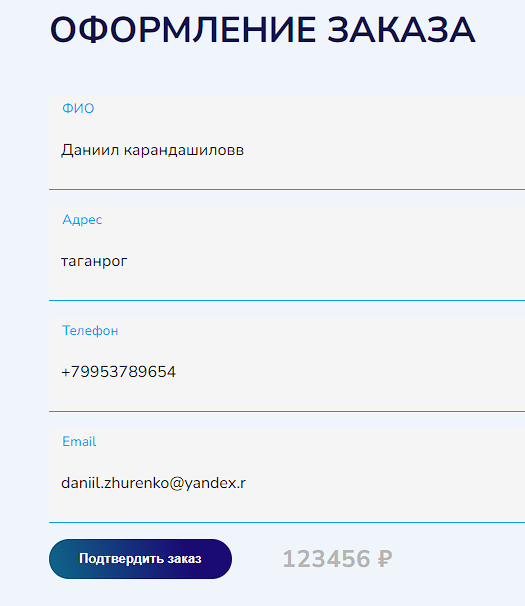 ОФОРМЛЕНИЕ ЗАКАЗА
ФИО
Даниил карандашиловв
Адрес
таганрог
Телефон
+79953789654
Email
daniil.zhurenko@yandex.r
Подтвердить заказ
123456 ₽